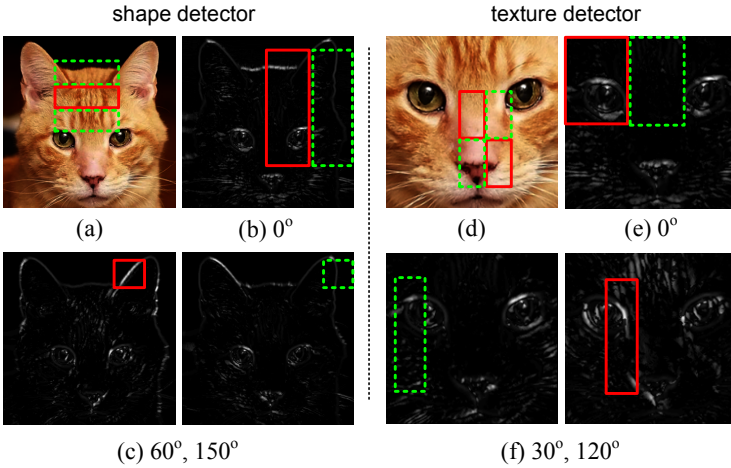 shape detector
texture detector
(a)
(b) 0°
(d)
(e) 0°
(c) 60°, 150°
(f) 30°, 120°